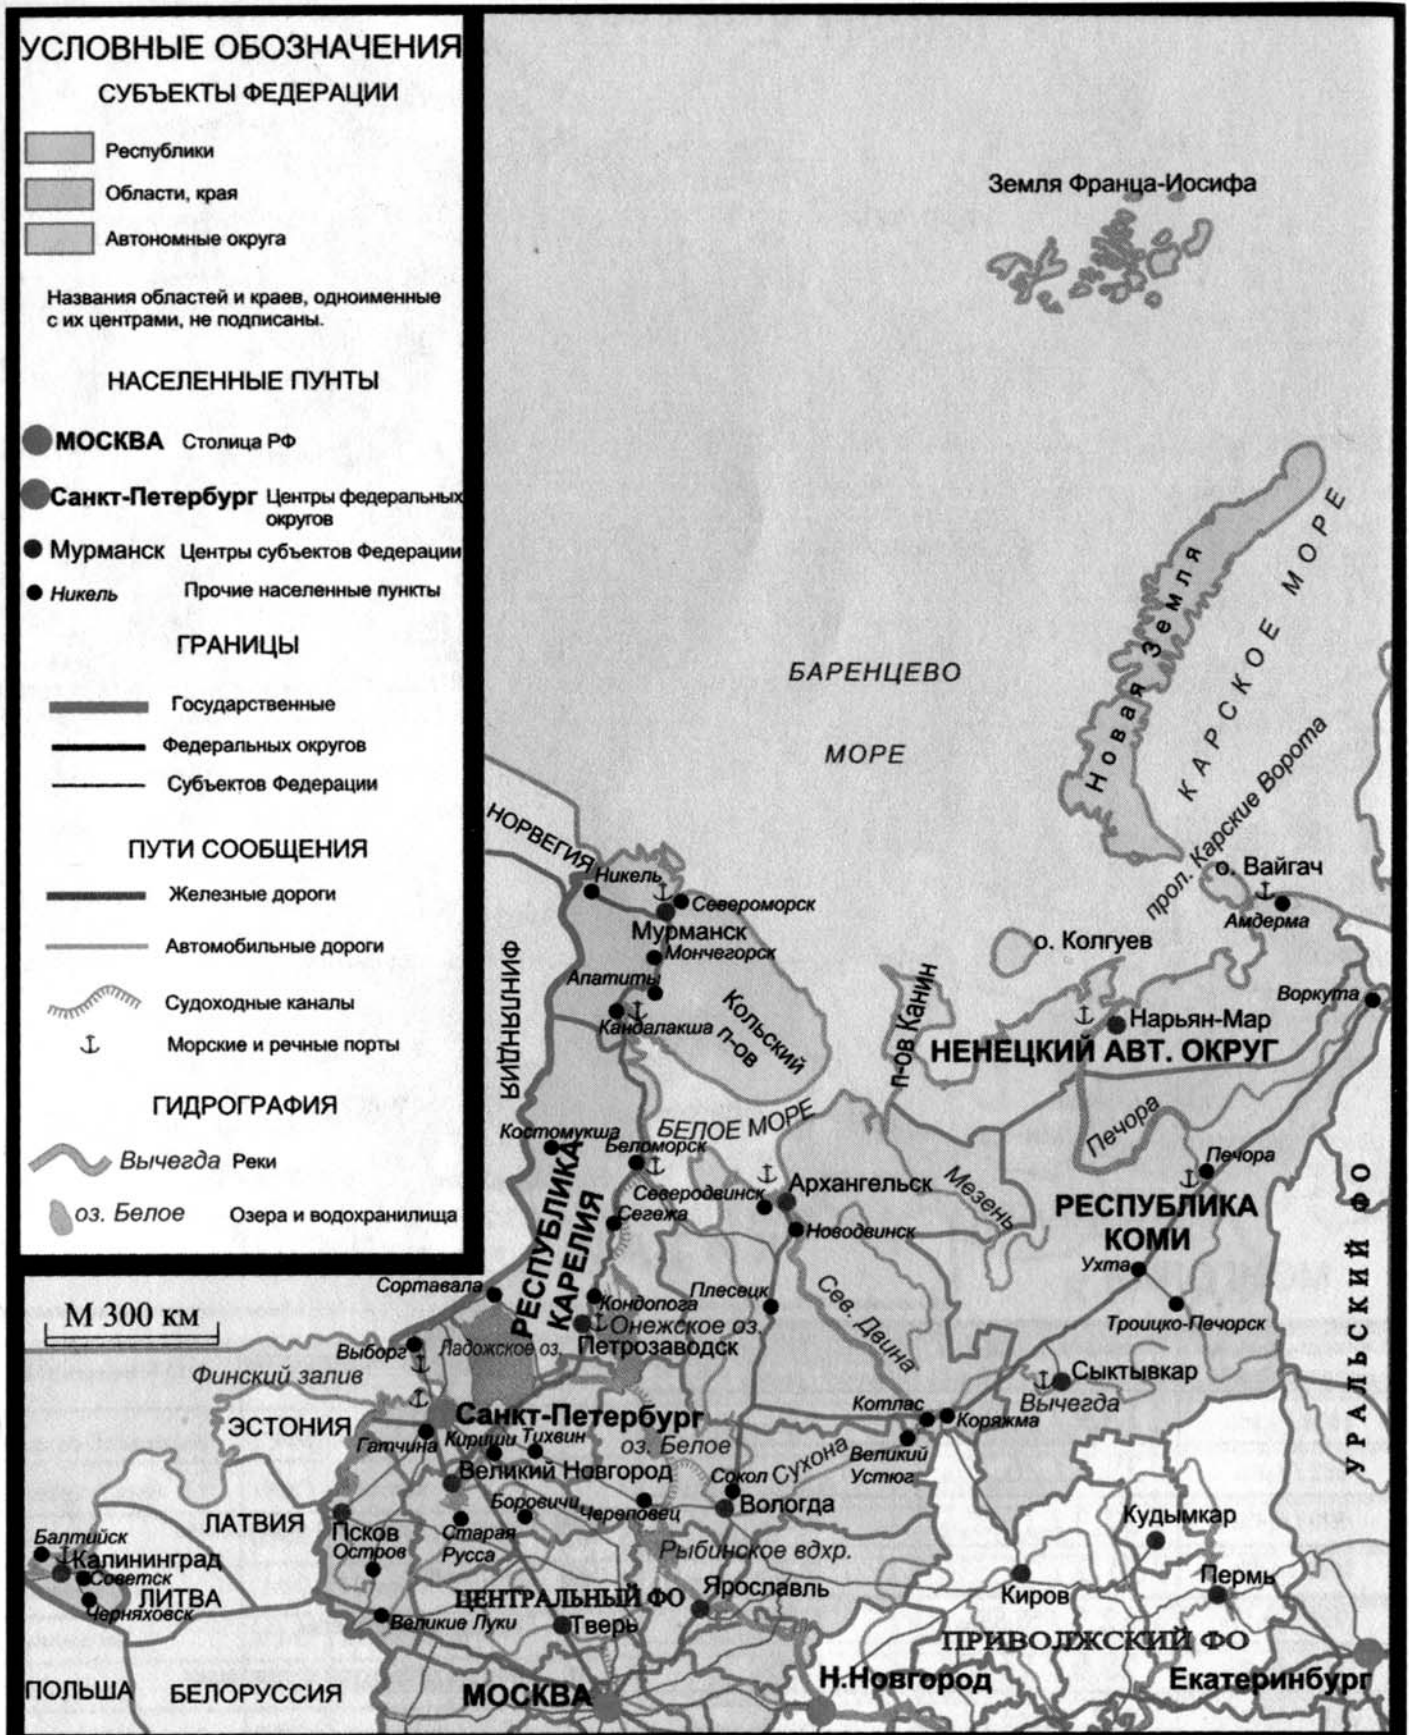 УСЛОВНЫЕ ОБОЗНАЧЕНИЯ
СУБЪЕКТЫ ФЕДЕРАЦИИ
Республики
Области, края
Автономные округа
Названия областей и краев, одноименные
с их центрами, не подписаны.
НАСЕЛЕННЫЕ ПУНТЫ
МОСКВА Столица РФ
Санкт-Петербург Центры федеральных
округов
Мурманск Центры субъектов Федерации
Никель Прочие населенные пункты
ГРАНИЦЫ
Государственные
Федеральных округов
Субъектов Федерации
ПУТИ СООБЩЕНИЯ
Железные дороги
Автомобильные дороги
Судоходные каналы
Морские и речные порты
ГИДРОГРАФИЯ
Вычегда Реки
оз. Белое Озера и водохранилища
М 300 км
Земля Франца-Иосифа
БАРЕНЦЕВО
МОРЕ
Новая Земля
КАРСКОЕ МОРЕ
прол. Карские Ворота
о. Вайгач
Амдерма
о. Колгуев
НОРВЕГИЯ
Никель
Североморск
Мурманск
Мончегорск
Апатиты
Кандалакша
Кольский
п-ов
ФИНЛЯНДИЯ
п-ов Канин
Воркута
Нарьян-Мар
НЕНЕЦКИЙ АВТ. ОКРУГ
БЕЛОЕ МОРЕ
Костомукша
Беломорск
РЕСПУБЛИКА
КАРЕЛИЯ
Северодвинск
Архангельск
Сегежа
Новодвинск
Мезень
Печора
Печора
РЕСПУБЛИКА
КОМИ
Ухта
Троицко-Печорск
УРАЛЬСКИЙ ФО
Сортавала
Кондопога
Плесецк
Онежское оз.
Сев. Двина
Выборг
Ладожское оз.
Петрозаводск
Финский залив
Сыктывкар
Вычегда
ЭСТОНИЯ
Санкт-Петербург
Котлас
Коряжма
Гатчина
Кириши
Тихвин
оз. Белое
Сухона
Великий
Устюг
Великий Новгород
Сокол
Вологда
Боровичи
Череповец
ЛАТВИЯ
Псков
Остров
Старая
Русса
Рыбинское вдхр.
Кудымкар
Балтийск
Калининград
Советск
ЛИТВА
Черняховск
ЦЕНТРАЛЬНЫЙ ФО
Ярославль
Киров
Пермь
Великие Луки
Тверь
ПРИВОЛЖСКИЙ ФО
ПОЛЬША
БЕЛОРУССИЯ
МОСКВА
Н.Новгород
Екатеринбург